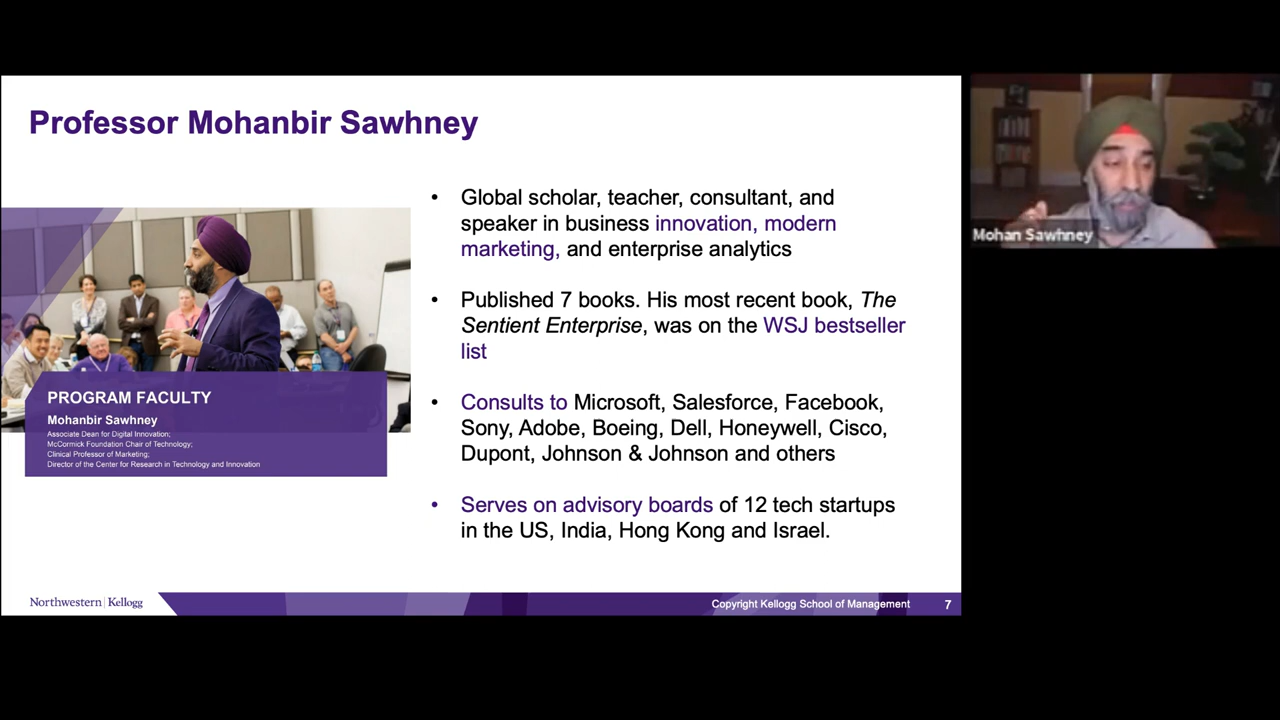 Professor Mohanbir Sawhney
• Global scholar, teacher, consultant, and
speaker in business innovation, modern
marketing, and enterprise analytics
• Published 7 books. His most recent book, The
Sentient Enterprise, was on the WSJ bestseller
list
• Consults to Microsoft, Salesforce, Facebook,
Sony, Adobe, Boeing, Dell, Honeywell, Cisco,
Dupont, Johnson & Johnson and others
• Serves on advisory boards of 12 tech startups
in the US, India, Hong Kong and Israel.
PROGRAM FACULTY
Mohanbir Sawhney
Associate Dean for Digital Innovation;
McCormick Foundation Chair of Technology;
Clinical Professor of Marketing;
Director of the Center for Research in Technology and Innovation
Northwestern | Kellogg
Copyright Kellogg School of Management 7
Mohan Sawhney